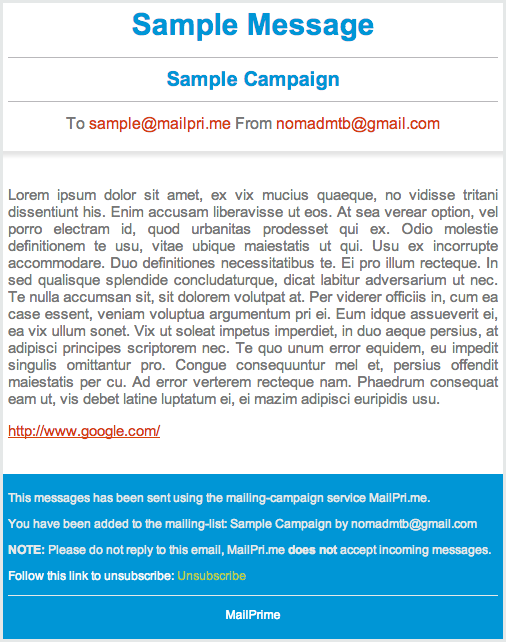 Sample Message
Sample Campaign
To sample@mailpri.me From nomadmtb@gmail.com
Lorem ipsum dolor sit amet, ex vix mucius quaeque, no vidisse tritani
dissentiunt his. Enim accusam liberavisse ut eos. At sea verear option, vel
porro electram id, quod urbanitas prodesset qui ex. Odio molestie
definitionem te usu, vitae ubique maiestatis ut qui. Usu ex incorrupte
accommodare. Duo definitiones necessitatibus te. Ei pro illum recteque. In
sed qualisque splendide concludaturque, dicat labitur adversarium ut nec.
Te nulla accumsan sit, sit dolorem volutpat at. Per viderer officiis in, cum ea
case essent, veniam voluptua argumentum pri ei. Eum idque assueverit ei,
ea vix ullum sonet. Vix ut soleat impetus imperdiet, in duo aeque persius, at
adipisci principes scriptorem nec. Te quo unum error equidem, eu impedit
singulis omittantur pro. Congue consequuntur mel et, persius offendit
maiestatis per cu. Ad error verterem recteque nam. Phaedrum consequat
eam ut, vis debet latine luptatum ei, ei mazim adipisci euripidis usu.
http://www.google.com/
This messages has been sent using the mailing-campaign service MailPri.me.
You have been added to the mailing-list: Sample Campaign by nomadmtb@gmail.com
NOTE: Please do not reply to this email, MailPri.me does not accept incoming messages.
Follow this link to unsubscribe: Unsubscribe
MailPrime